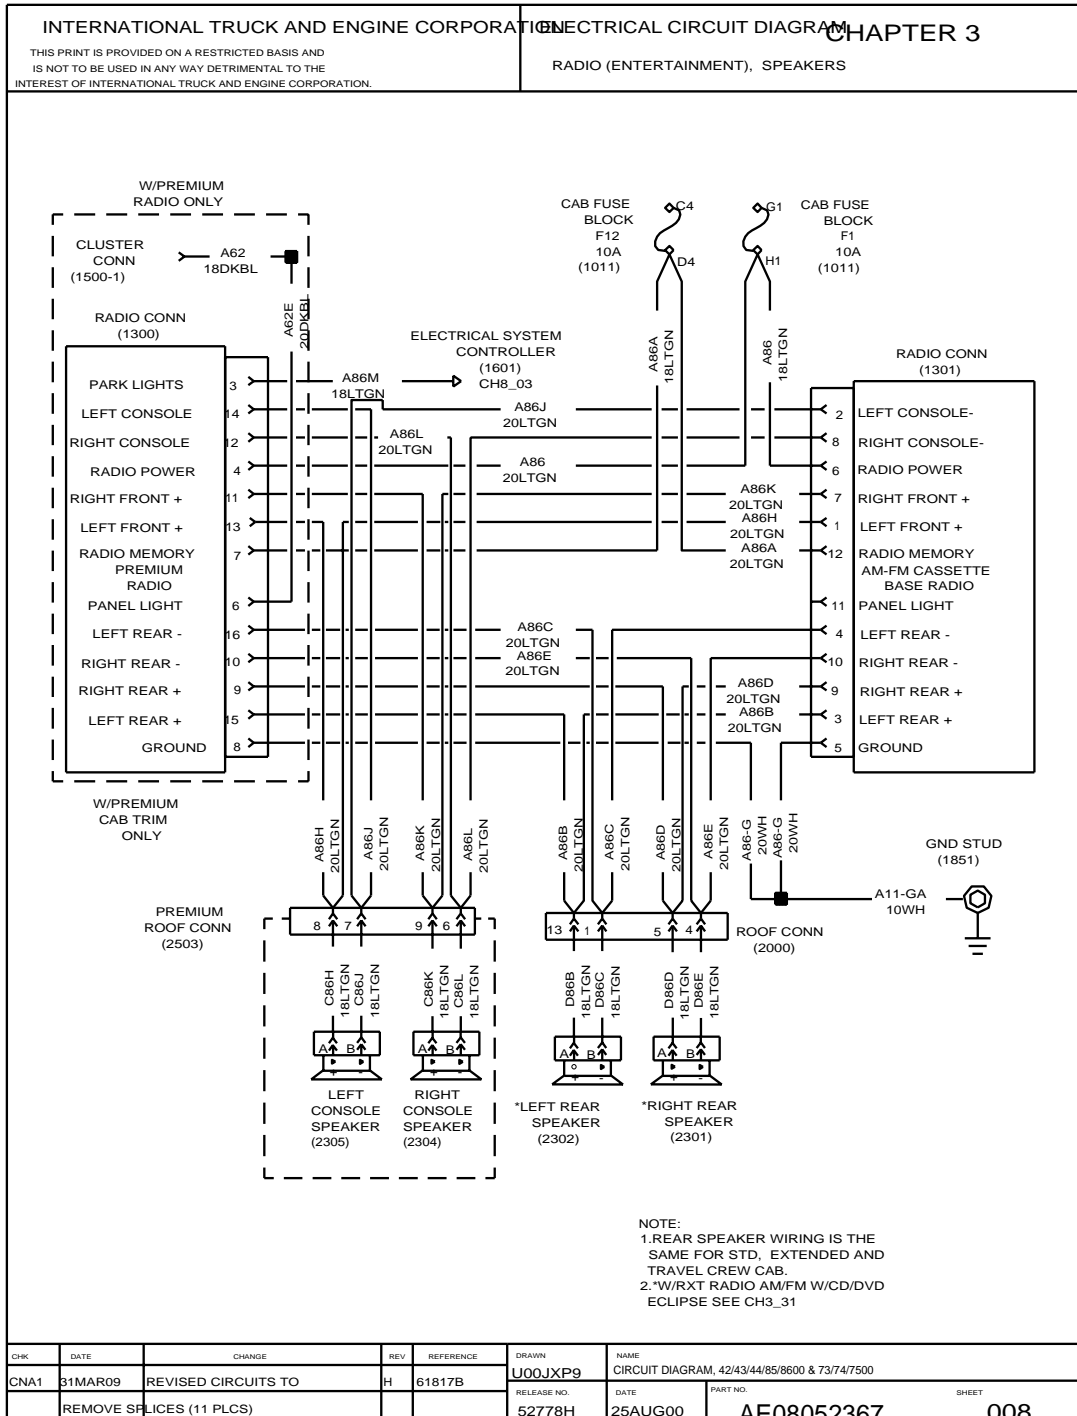 INTERNATIONAL TRUCK AND ENGINE CORPORATION
THIS PRINT IS PROVIDED ON A RESTRICTED BASIS AND
IS NOT TO BE USED IN ANY WAY DETRIMENTAL TO THE
INTEREST OF INTERNATIONAL TRUCK AND ENGINE CORPORATION.
ELECTRICAL CIRCUIT DIAGRAM
CHAPTER 3
RADIO (ENTERTAINMENT), SPEAKERS
W/PREMIUM
RADIO ONLY
CLUSTER
CONN
(1500-1)
A62
18DKBL
A62E
20DKBL
CAB FUSE
BLOCK
F12
10A
(1011)
C4
D4
G1
H1
CAB FUSE
BLOCK
F1
10A
(1011)
A86A
18LTGN
A86
18LTGN
RADIO CONN
(1300)
ELECTRICAL SYSTEM
CONTROLLER
(1601)
CH8_03
RADIO CONN
(1301)
PARK LIGHTS 3
LEFT CONSOLE 14
RIGHT CONSOLE 12
RADIO POWER 4
RIGHT FRONT + 11
LEFT FRONT + 13
RADIO MEMORY 7
PREMIUM
RADIO
PANEL LIGHT 6
LEFT REAR - 16
RIGHT REAR - 10
RIGHT REAR + 9
LEFT REAR + 15
GROUND 8
A86M
18LTGN
A86J
20LTGN
A86L
20LTGN
A86
20LTGN
A86K
20LTGN
A86H
20LTGN
A86A
20LTGN
A86C
20LTGN
A86E
20LTGN
A86D
20LTGN
A86B
20LTGN
2 LEFT CONSOLE-
8 RIGHT CONSOLE-
6 RADIO POWER
7 RIGHT FRONT +
1 LEFT FRONT +
12 RADIO MEMORY
AM-FM CASSETTE
BASE RADIO
11 PANEL LIGHT
4 LEFT REAR -
10 RIGHT REAR -
9 RIGHT REAR +
3 LEFT REAR +
5 GROUND
W/PREMIUM
CAB TRIM
ONLY
A86H
20LTGN
A86J
20LTGN
A86K
20LTGN
A86L
20LTGN
A86B
20LTGN
A86C
20LTGN
A86D
20LTGN
A86E
20LTGN
A86-G
20WH
A86-G
20WH
GND STUD
(1851)
A11-GA
10WH
PREMIUM
ROOF CONN
(2503)
8 7 9 6
13 1 5 4
ROOF CONN
(2000)
C86H
18LTGN
C86J
18LTGN
C86K
18LTGN
C86L
18LTGN
D86B
18LTGN
D86C
18LTGN
D86D
18LTGN
D86E
18LTGN
A B
+ -
A B
+ -
A B
+ -
A B
+ -
LEFT
CONSOLE
SPEAKER
(2305)
RIGHT
CONSOLE
SPEAKER
(2304)
*LEFT REAR
SPEAKER
(2302)
*RIGHT REAR
SPEAKER
(2301)
NOTE:
1.REAR SPEAKER WIRING IS THE
SAME FOR STD, EXTENDED AND
TRAVEL CREW CAB.
2.*W/RXT RADIO AM/FM W/CD/DVD
ECLIPSE SEE CH3_31
CHK DATE CHANGE REV REFERENCE
CNA1 31MAR09 REVISED CIRCUITS TO H 61817B
REMOVE SPLICES (11 PLCS)
DRAWN
U00JXP9
NAME
CIRCUIT DIAGRAM, 42/43/44/85/8600 & 73/74/7500
RELEASE NO.
52778H
DATE
25AUG00
PART NO.
AE08052367
SHEET
008